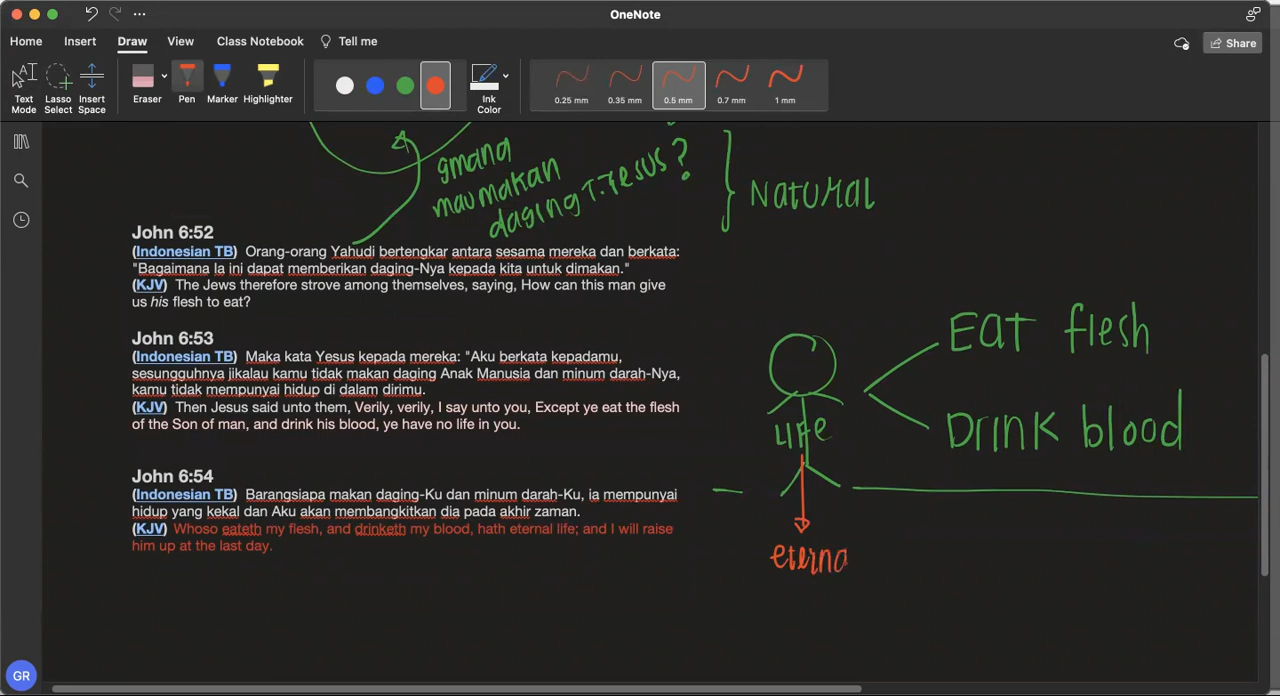 OneNote
Home Insert Draw View Class Notebook Tell me
Share
Text Mode
Lasso Select
Insert Space
Eraser
Pen
Marker
Highlighter
Ink Color
0.25 mm
0.35 mm
0.5 mm
0.7 mm
1 mm
gmana
mau makan
daging T. YESUS?
NATURAL
John 6:52
(Indonesian TB) Orang-orang Yahudi bertengkar antara sesama mereka dan berkata:
"Bagaimana Ia ini dapat memberikan daging-Nya kepada kita untuk dimakan."
(KJV) The Jews therefore strove among themselves, saying, How can this man give
us his flesh to eat?
John 6:53
(Indonesian TB) Maka kata Yesus kepada mereka: "Aku berkata kepadamu,
sesungguhnya jikalau kamu tidak makan daging Anak Manusia dan minum darah-Nya,
kamu tidak mempunyai hidup di dalam dirimu.
(KJV) Then Jesus said unto them, Verily, verily, I say unto you, Except ye eat the flesh
of the Son of man, and drink his blood, ye have no life in you.
John 6:54
(Indonesian TB) Barangsiapa makan daging-Ku dan minum darah-Ku, ia mempunyai
hidup yang kekal dan Aku akan membangkitkan dia pada akhir zaman.
(KJV) Whoso eateth my flesh, and drinketh my blood, hath eternal life; and I will raise
him up at the last day.
Eat flesh
LIFe
Drink blood
eterna
GR